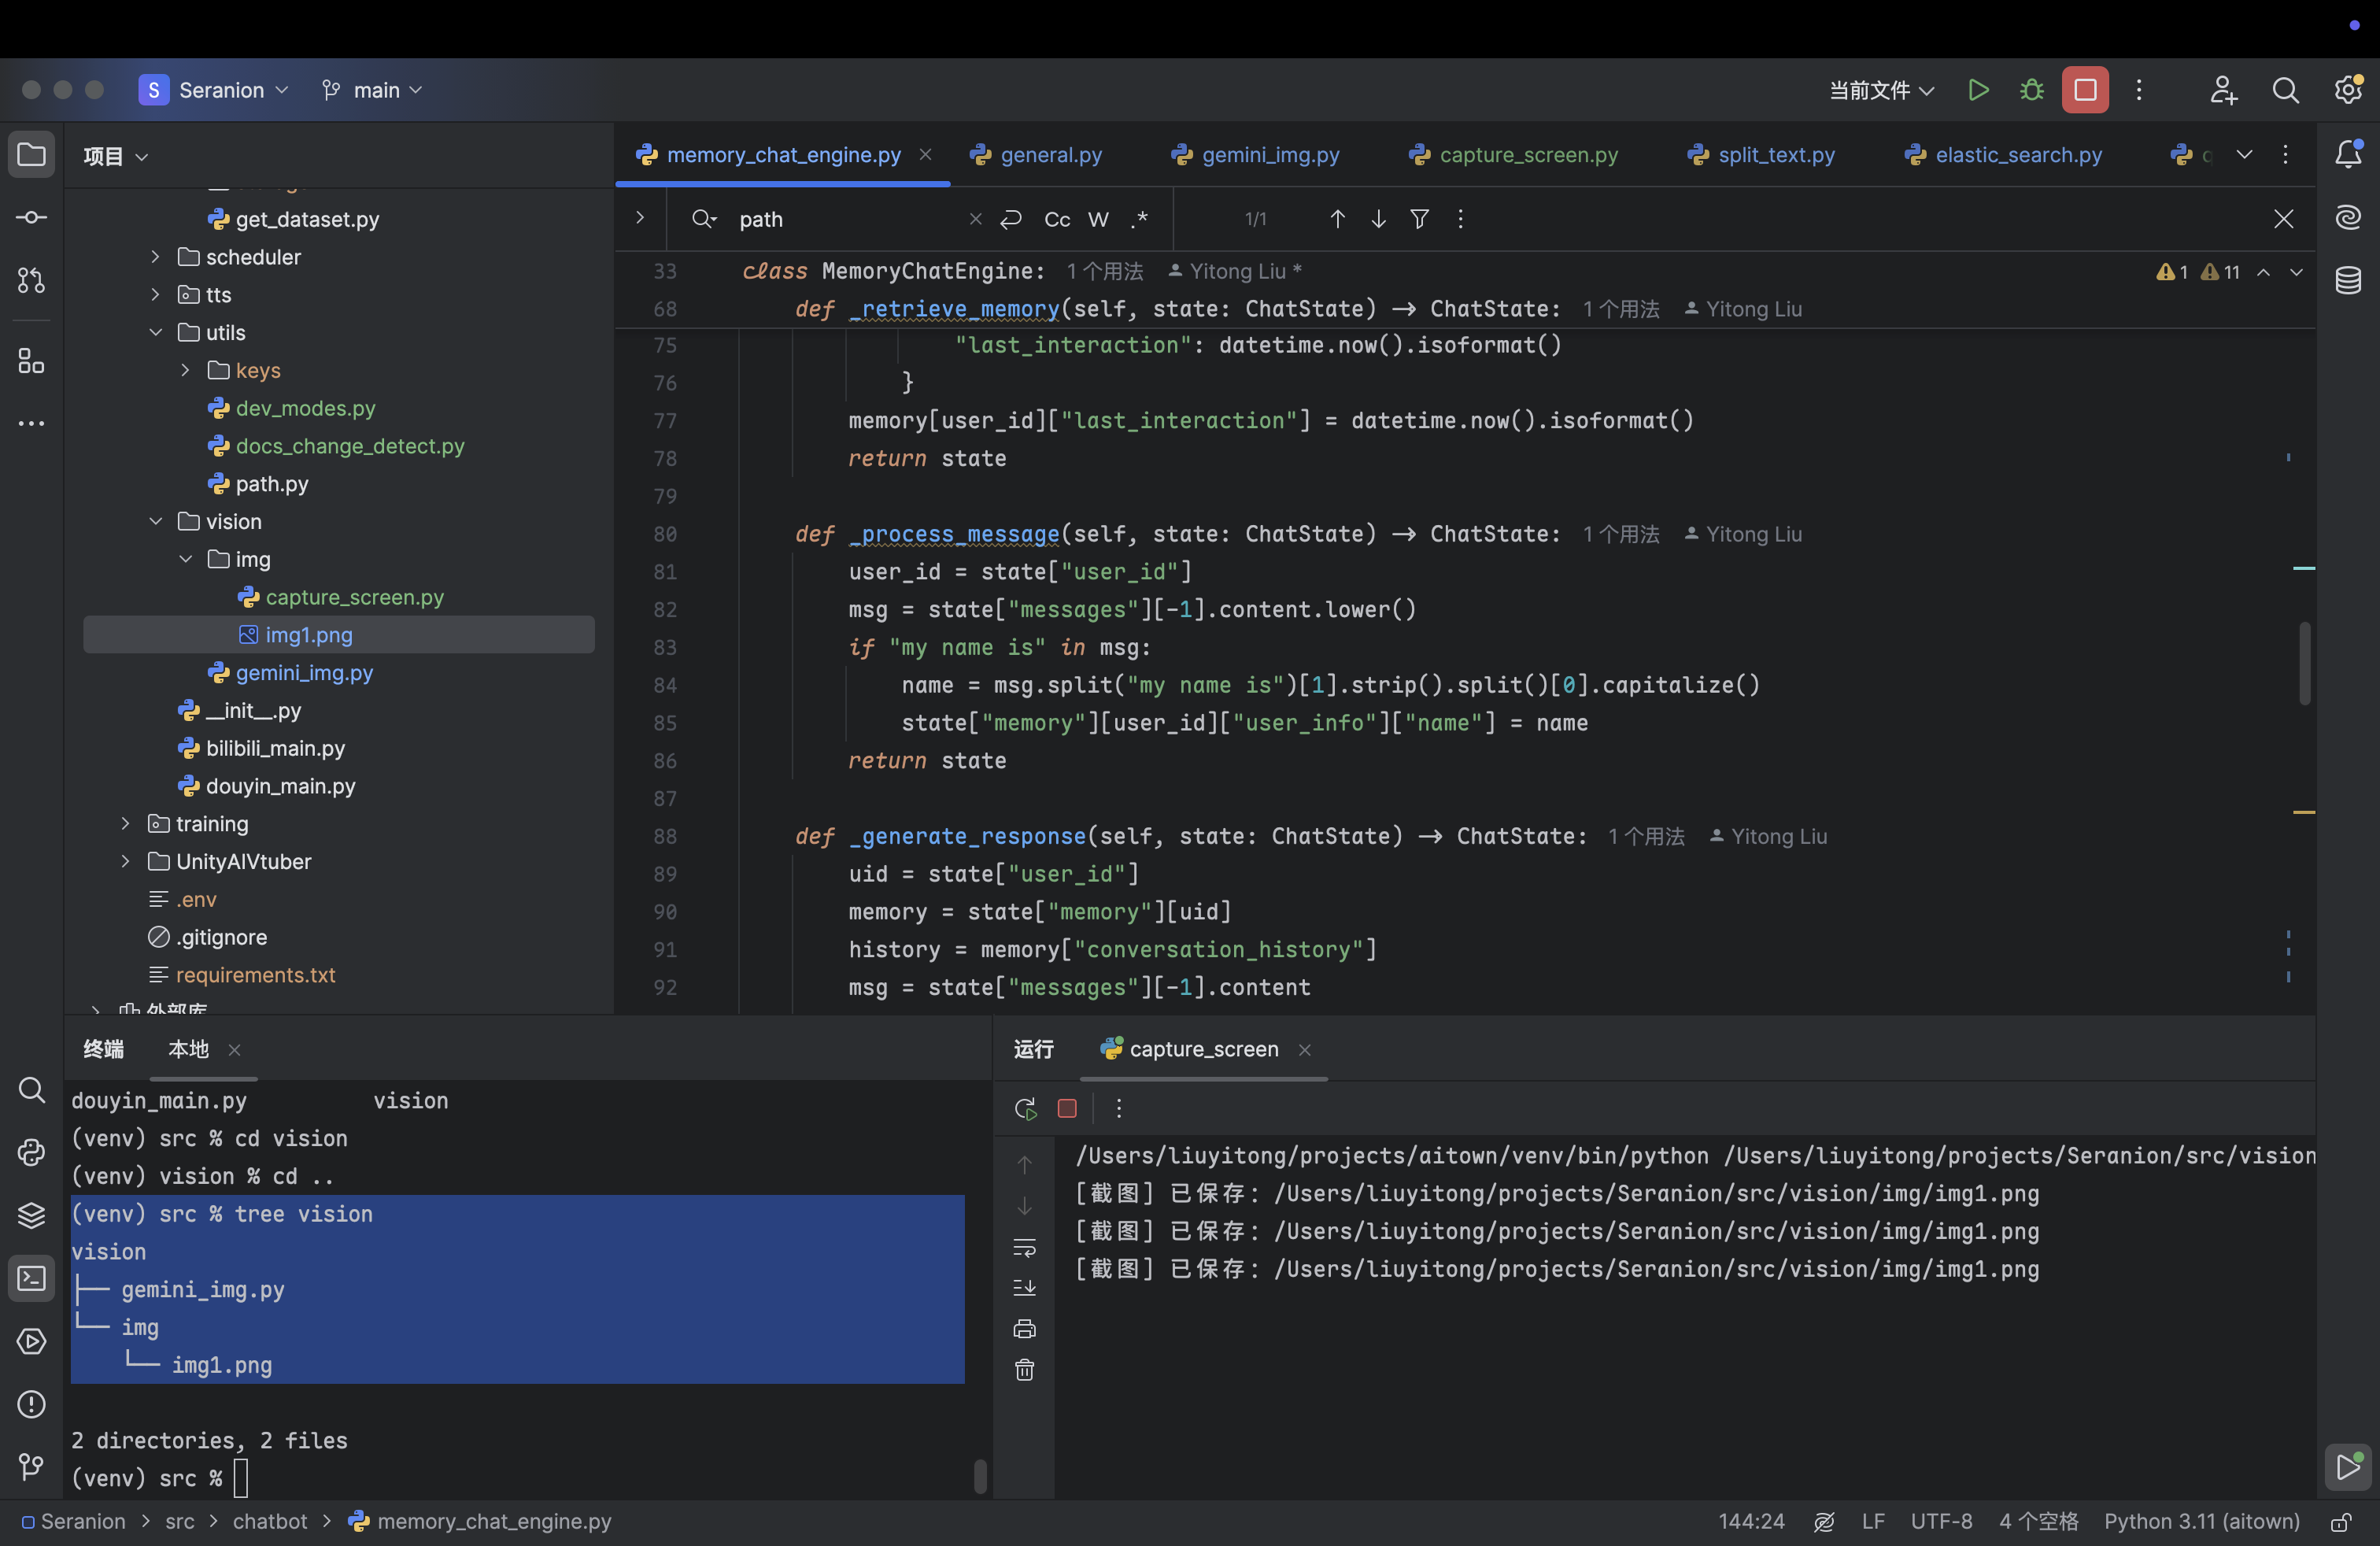 S Seranion main 当前文件
项目
get_dataset.py
scheduler
tts
utils
keys
dev_modes.py
docs_change_detect.py
path.py
vision
img
capture_screen.py
img1.png
gemini_img.py
__init__.py
bilibili_main.py
douyin_main.py
training
UnityAIVtuber
.env
.gitignore
requirements.txt
外部库
memory_chat_engine.py general.py gemini_img.py capture_screen.py split_text.py elastic_search.py
path Cc W .* 1/1
33 class MemoryChatEngine: 1 个用法 Yitong Liu * 1 11
68 def _retrieve_memory(self, state: ChatState) -> ChatState: 1 个用法 Yitong Liu
75 "last_interaction": datetime.now().isoformat()
76 }
77 memory[user_id]["last_interaction"] = datetime.now().isoformat()
78 return state
79
80 def _process_message(self, state: ChatState) -> ChatState: 1 个用法 Yitong Liu
81 user_id = state["user_id"]
82 msg = state["messages"][-1].content.lower()
83 if "my name is" in msg:
84 name = msg.split("my name is")[1].strip().split()[0].capitalize()
85 state["memory"][user_id]["user_info"]["name"] = name
86 return state
87
88 def _generate_response(self, state: ChatState) -> ChatState: 1 个用法 Yitong Liu
89 uid = state["user_id"]
90 memory = state["memory"][uid]
91 history = memory["conversation_history"]
92 msg = state["messages"][-1].content
终端 本地
douyin_main.py vision
(venv) src % cd vision
(venv) vision % cd ..
(venv) src % tree vision
vision
├── gemini_img.py
└── img
    └── img1.png
2 directories, 2 files
(venv) src %
运行 capture_screen
/Users/liuyitong/projects/aitown/venv/bin/python /Users/liuyitong/projects/Seranion/src/vision
[截图] 已保存: /Users/liuyitong/projects/Seranion/src/vision/img/img1.png
[截图] 已保存: /Users/liuyitong/projects/Seranion/src/vision/img/img1.png
[截图] 已保存: /Users/liuyitong/projects/Seranion/src/vision/img/img1.png
Seranion > src > chatbot > memory_chat_engine.py 144:24 LF UTF-8 4 个空格 Python 3.11 (aitown)